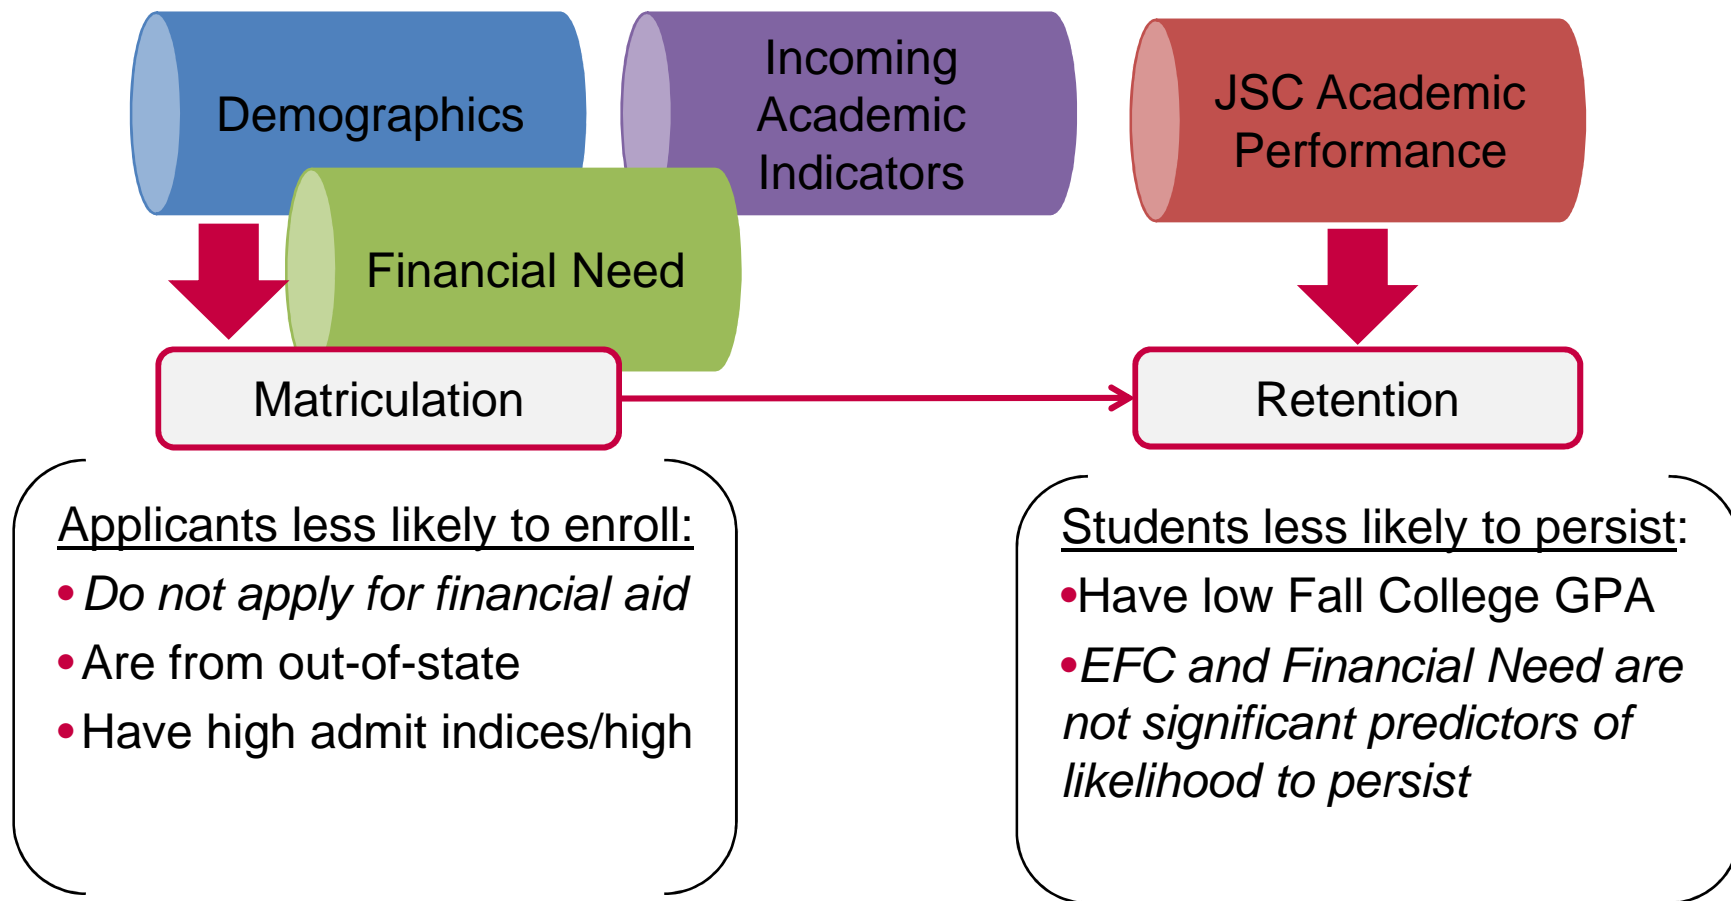 Demographics
Incoming
Academic
Indicators
JSC Academic
Performance
Financial Need
Matriculation
Retention
Applicants less likely to enroll:
• Do not apply for financial aid
• Are from out-of-state
• Have high admit indices/high
Students less likely to persist:
•Have low Fall College GPA
•EFC and Financial Need are
not significant predictors of
likelihood to persist